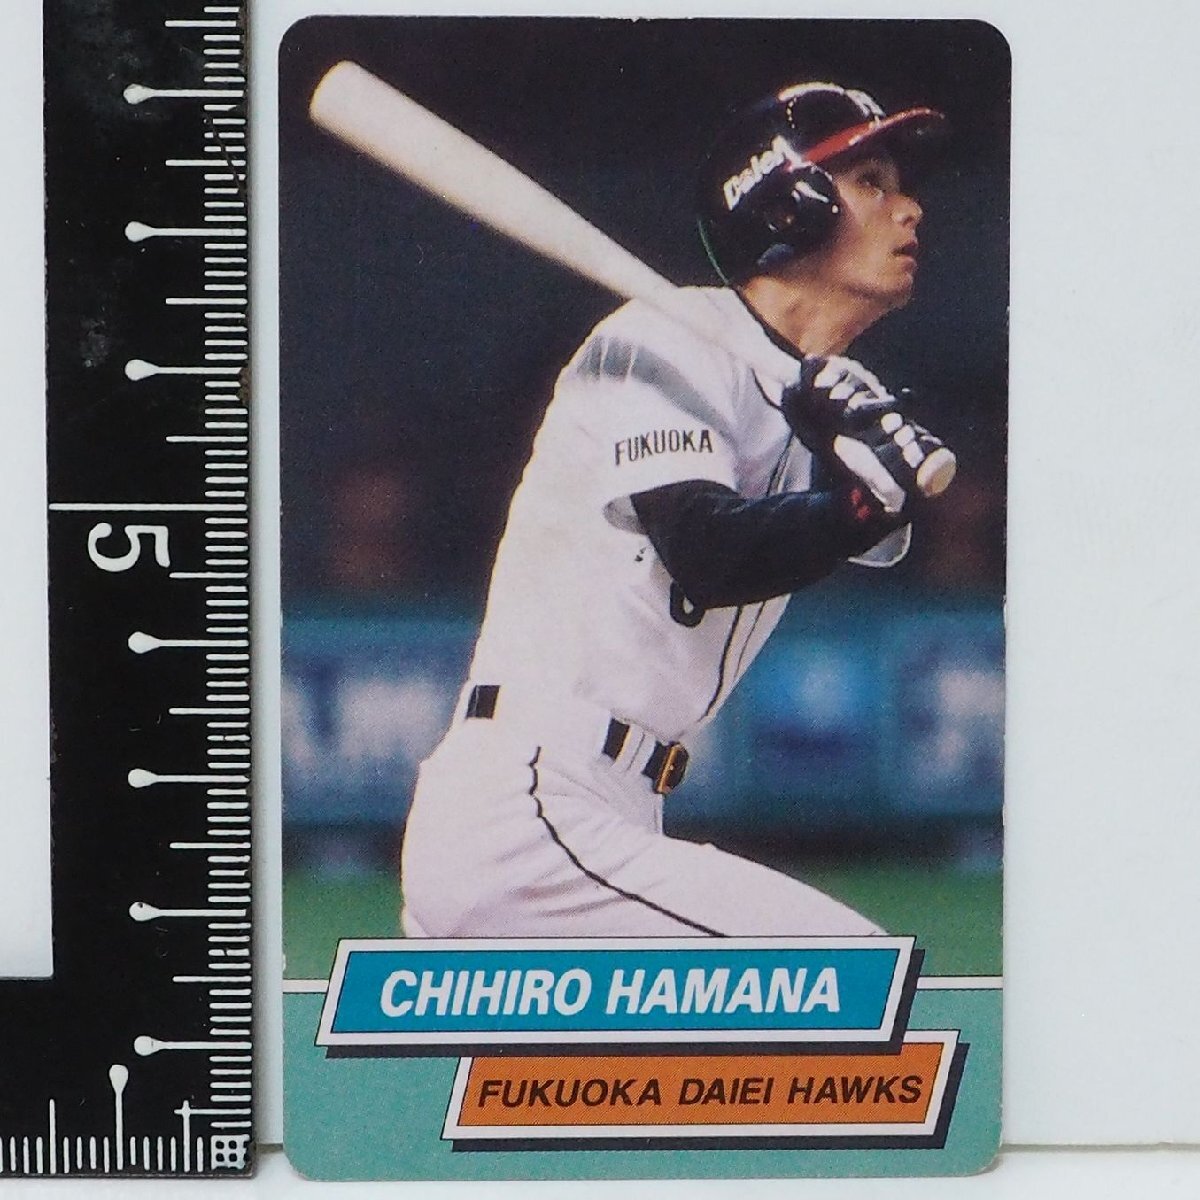 Daiei
FUKUOKA
5
CHIHIRO HAMANA
FUKUOKA DAIEI HAWKS